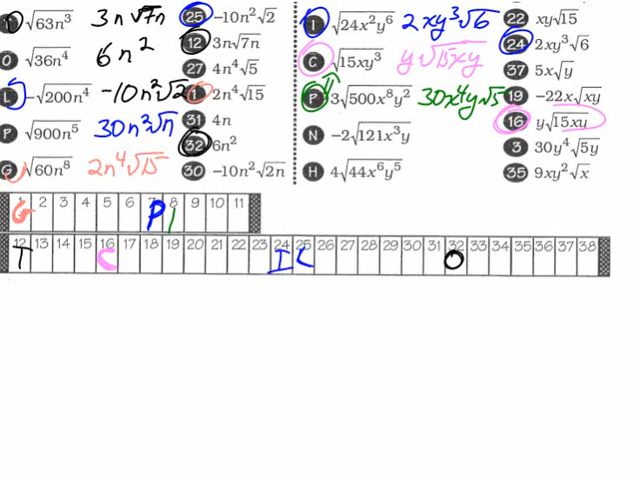 T √63n³ 3n√7n
O √36n⁴ 6n²
L -√200n⁴ -10n²√2
P √900n⁵ 30n²√n
G √60n⁸ 2n⁴√15
25 -10n²√2
12 3n√7n
27 4n⁴√5
1 2n⁴√15
31 4n
32 6n²
30 -10n²√2n
I √24x²y⁶ 2xy³√6
C √15xy³ y√15xy
P 3√500x⁸y² 30x⁴y√5
N -2√121x³y
H 4√44x⁶y⁵
22 xy√15
24 2xy³√6
37 5x√y
19 -22x√xy
16 y√15xy
3 30y⁴√5y
35 9xy²√x
1 2 3 4 5 6 7 8 9 10 11
G P
12 13 14 15 16 17 18 19 20 21 22 23 24 25 26 27 28 29 30 31 32 33 34 35 36 37 38
T C I L O